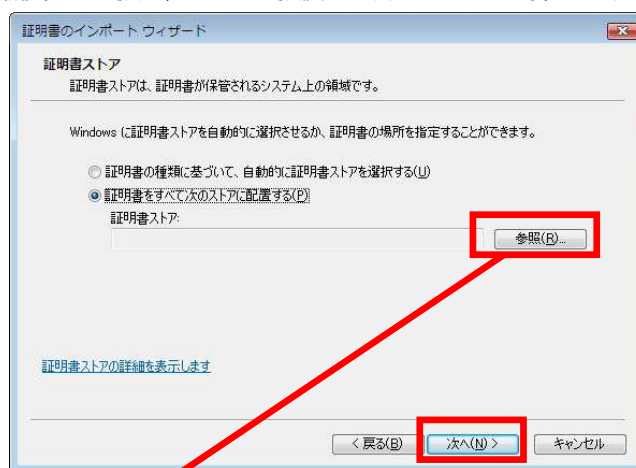 証明書のインポート ウィザード
証明書ストア
証明書ストアは、証明書が保管されるシステム上の領域です。
Windows に証明書ストアを自動的に選択させるか、証明書の場所を指定することができます。
証明書の種類に基づいて、自動的に証明書ストアを選択する(U)
証明書をすべて次のストアに配置する(P)
証明書ストア:
参照(R)...
証明書ストアの詳細を表示します
< 戻る(B)
次へ(N) >
キャンセル